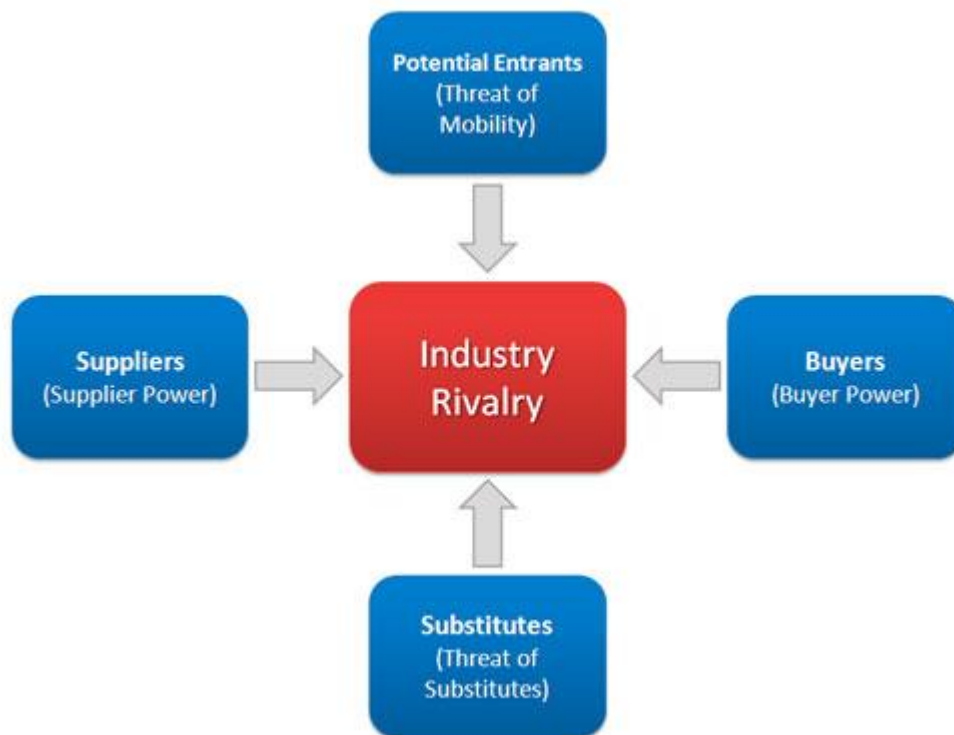 Potential Entrants
(Threat of
Mobility)
Suppliers
(Supplier Power)
Industry
Rivalry
Buyers
(Buyer Power)
Substitutes
(Threat of
Substitutes)